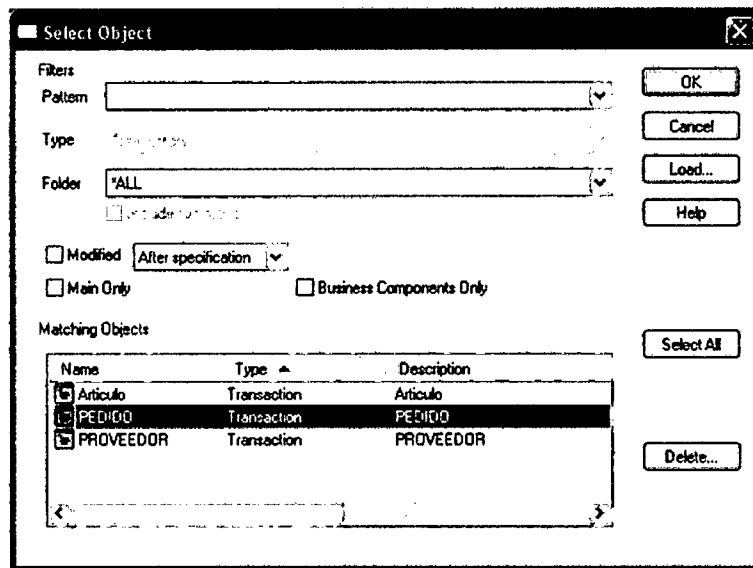 Select Object
Filters
Pattern
OK
Type
Cancel
Folder *ALL
Load...
Help
Modified After specification
Main Only Business Components Only
Matching Objects
Select All
Name Type Description
Articulo Transaction Articulo
PEDIDO Transaction PEDIDO
PROVEEDOR Transaction PROVEEDOR
Delete...